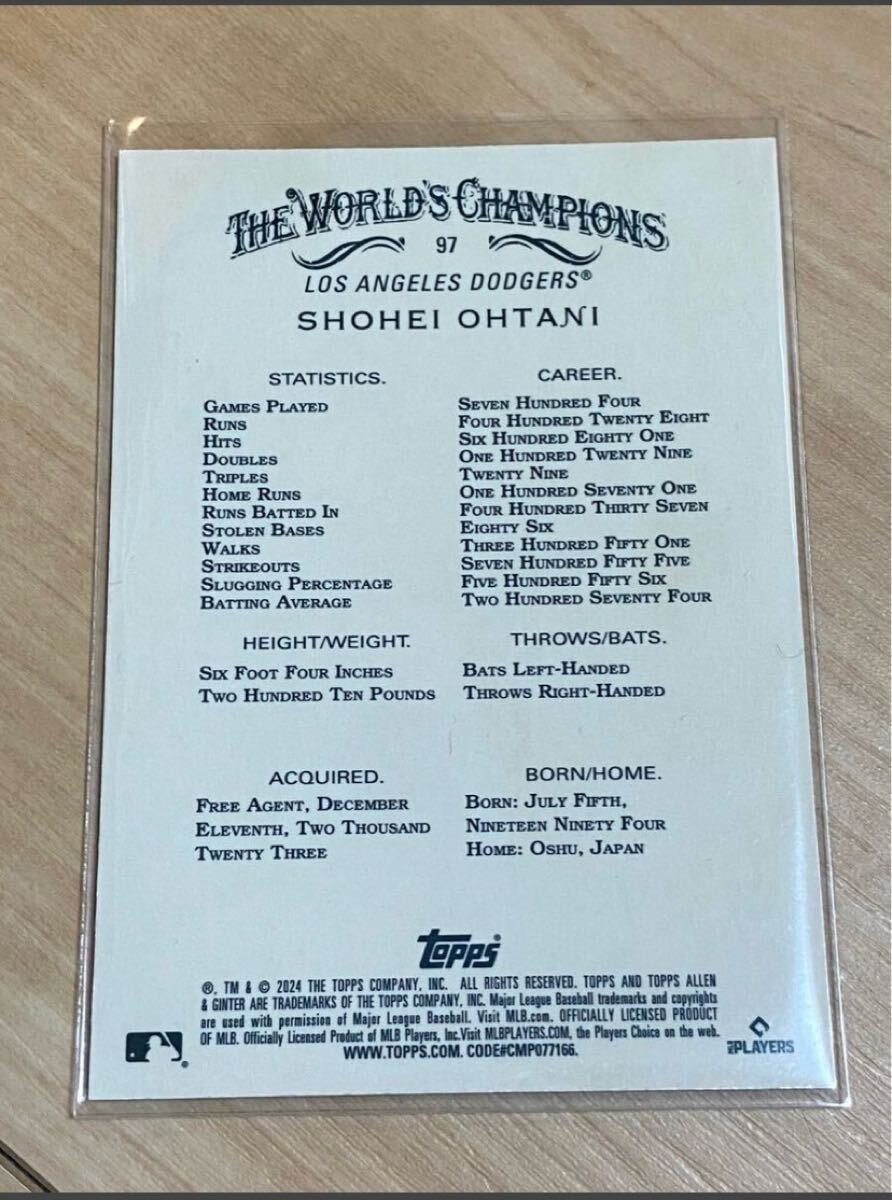 THE WORLD'S CHAMPIONS
97
LOS ANGELES DODGERS®
SHOHEI OHTANI
STATISTICS. CAREER.
GAMES PLAYED SEVEN HUNDRED FOUR
RUNS FOUR HUNDRED TWENTY EIGHT
HITS SIX HUNDRED EIGHTY ONE
DOUBLES ONE HUNDRED TWENTY NINE
TRIPLES TWENTY NINE
HOME RUNS ONE HUNDRED SEVENTY ONE
RUNS BATTED IN FOUR HUNDRED THIRTY SEVEN
STOLEN BASES EIGHTY SIX
WALKS THREE HUNDRED FIFTY ONE
STRIKEOUTS SEVEN HUNDRED FIFTY FIVE
SLUGGING PERCENTAGE FIVE HUNDRED FIFTY SIX
BATTING AVERAGE TWO HUNDRED SEVENTY FOUR
HEIGHT/WEIGHT.
SIX FOOT FOUR INCHES
TWO HUNDRED TEN POUNDS
THROWS/BATS.
BATS LEFT-HANDED
THROWS RIGHT-HANDED
ACQUIRED.
FREE AGENT, DECEMBER
ELEVENTH, TWO THOUSAND
TWENTY THREE
BORN/HOME.
BORN: JULY FIFTH,
NINETEEN NINETY FOUR
HOME: OSHU, JAPAN
Topps®
®, TM & © 2024 THE TOPPS COMPANY, INC. ALL RIGHTS RESERVED. TOPPS AND TOPPS ALLEN
& GINTER ARE TRADEMARKS OF THE TOPPS COMPANY, INC. Major League Baseball trademarks and copyrights
are used with permission of Major League Baseball. Visit MLB.com. OFFICIALLY LICENSED PRODUCT
OF MLB. Officially Licensed Product of MLB Players, Inc.Visit MLBPLAYERS.COM, the Players Choice on the web.
WWW.TOPPS.COM. CODE#CMP077166.
PLAYERS